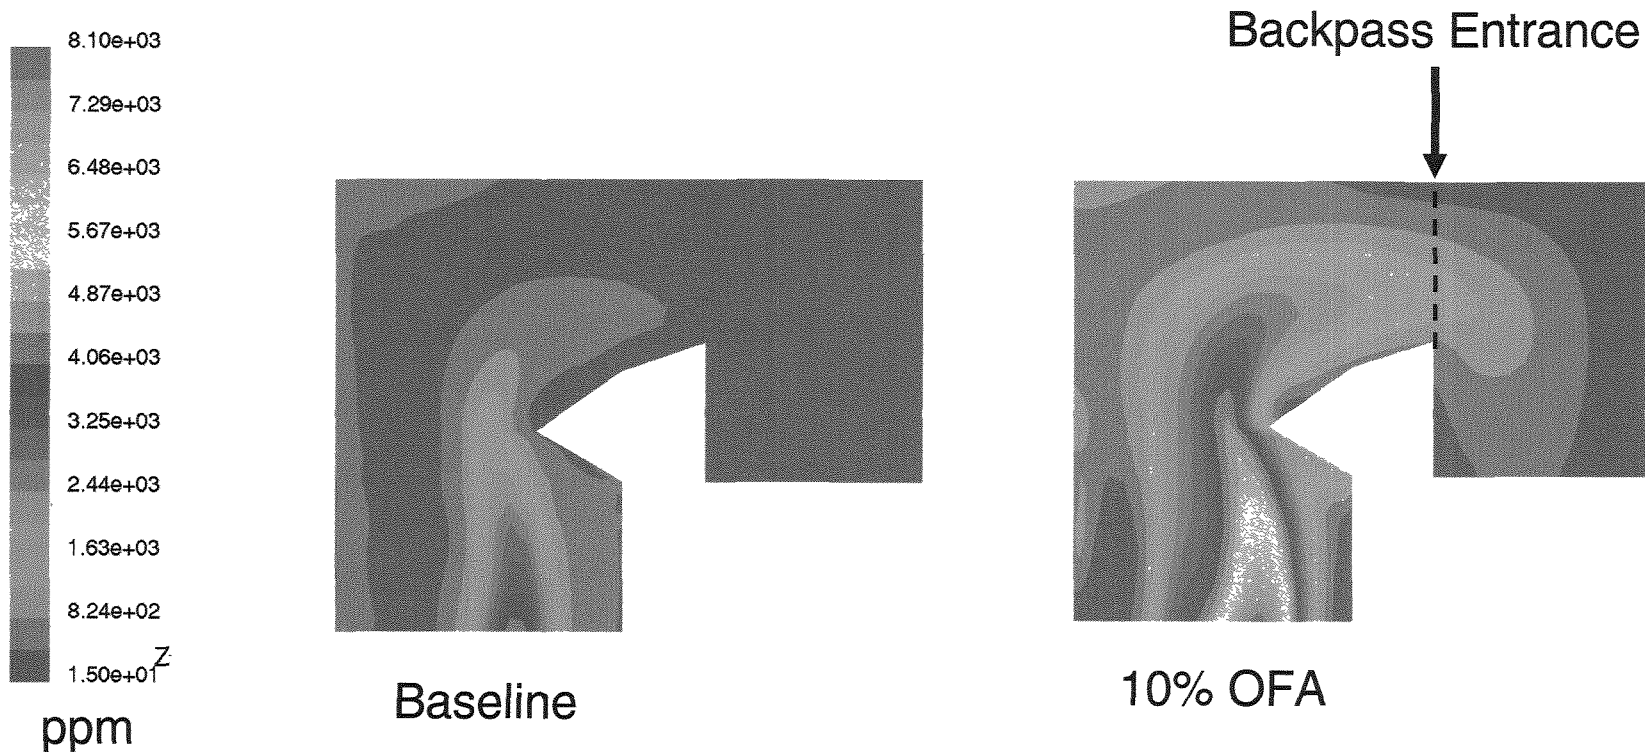 Backpass Entrance
8.10e+03
7.29e+03
6.48e+03
5.67e+03
4.87e+03
4.06e+03
3.25e+03
2.44e+03
1.63e+03
8.24e+02
1.50e+01
Z
ppm
Baseline
10% OFA